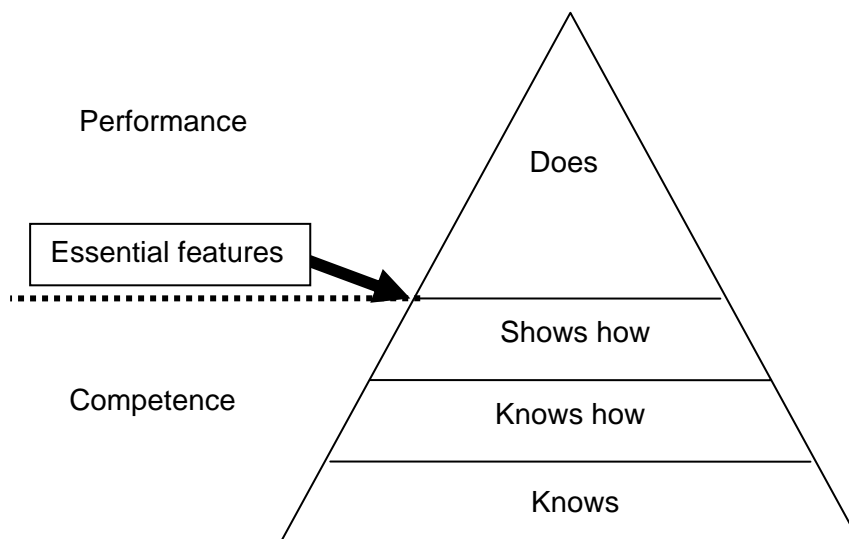 Performance
Does
Essential features
Shows how
Competence
Knows how
Knows